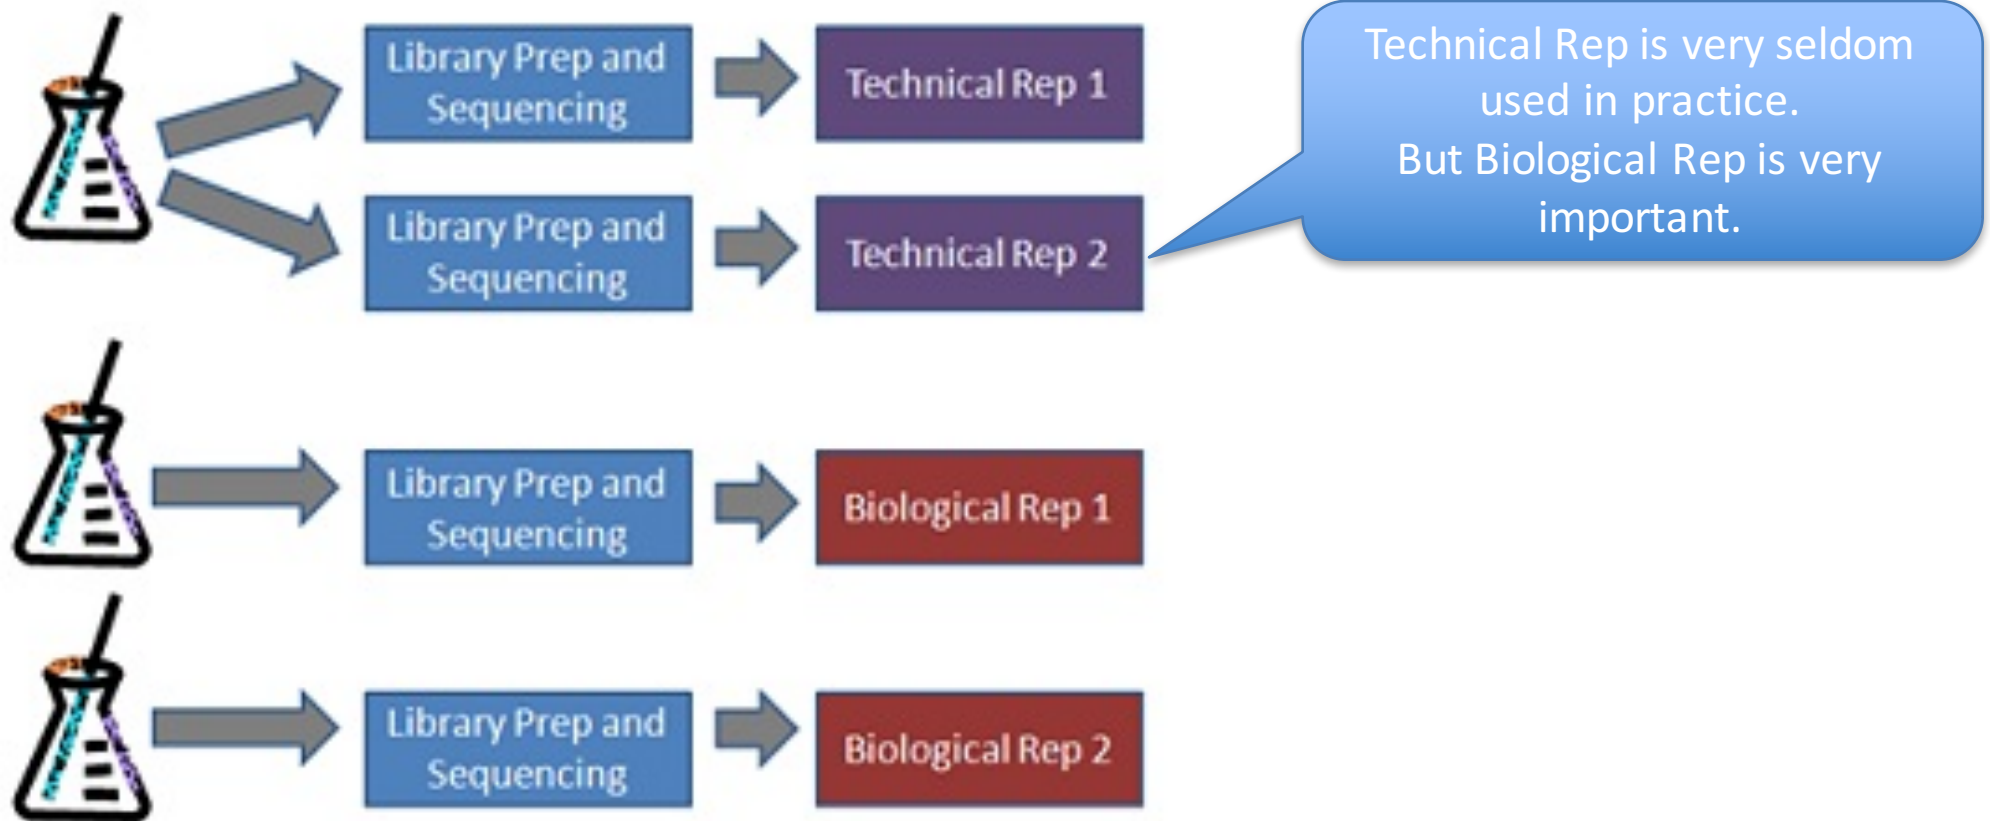 Library Prep and
Sequencing
Technical Rep 1
Technical Rep is very seldom
used in practice.
But Biological Rep is very
important.
Library Prep and
Sequencing
Technical Rep 2
Library Prep and
Sequencing
Biological Rep 1
Library Prep and
Sequencing
Biological Rep 2